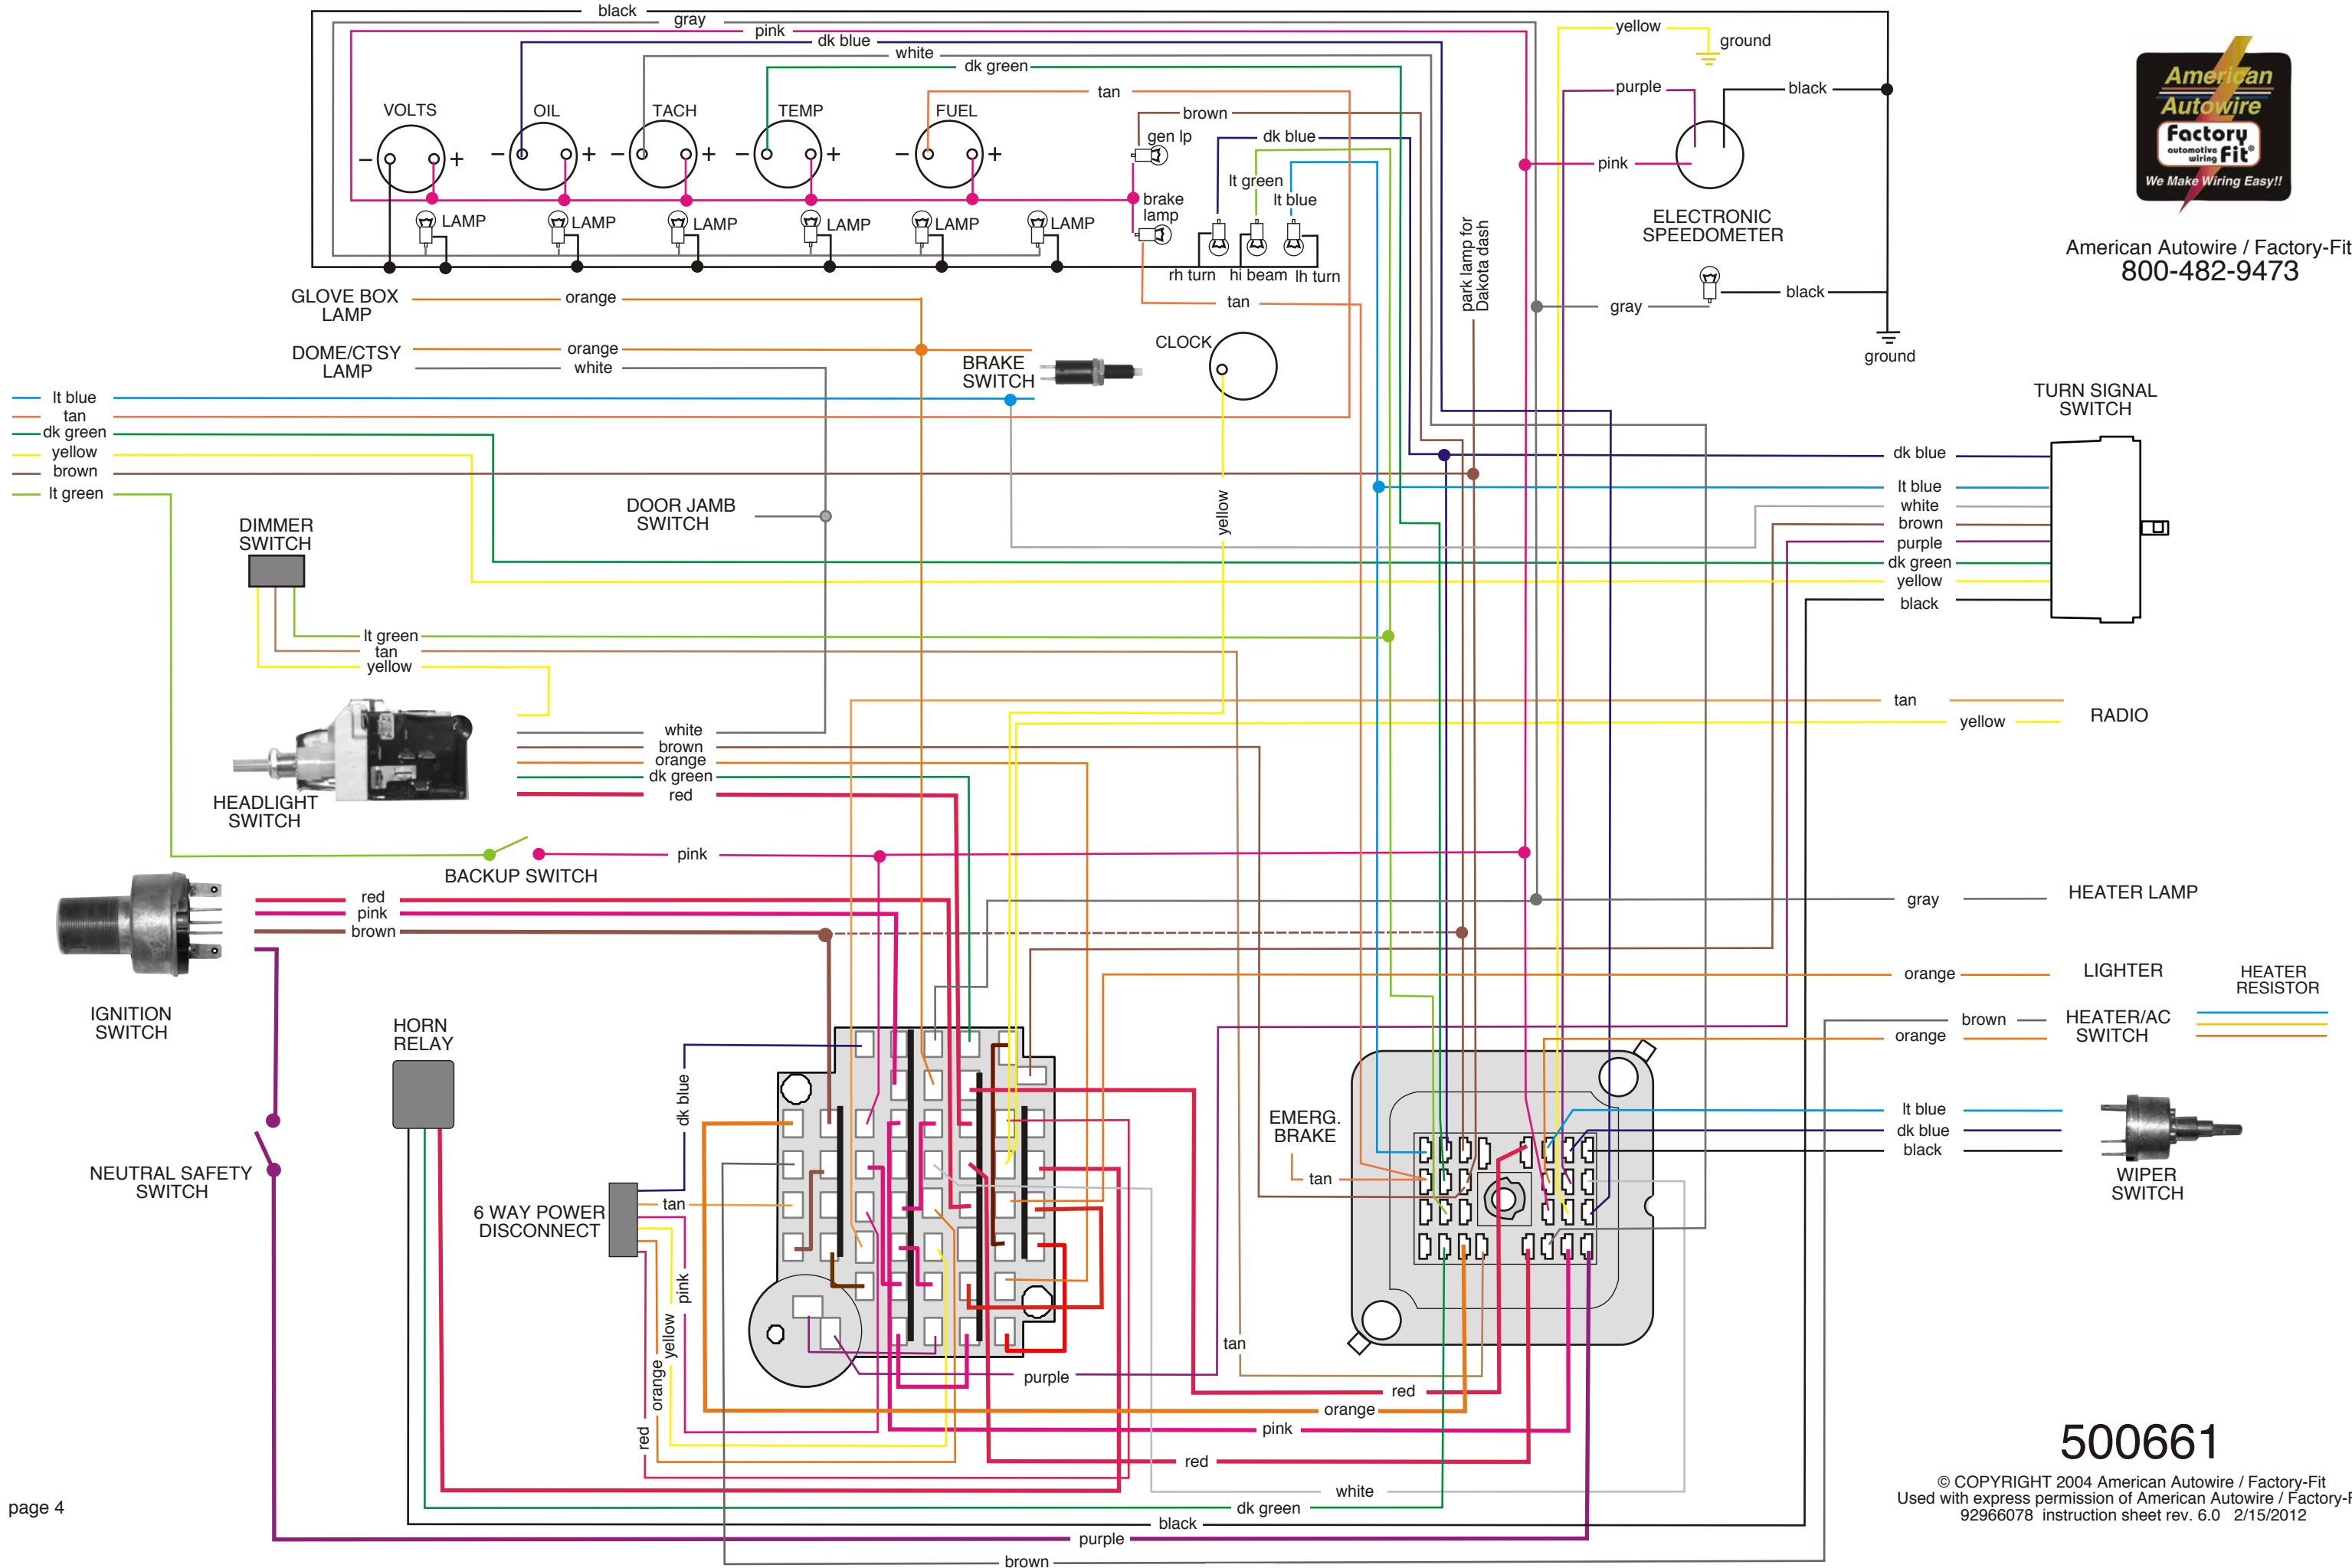 black
gray
pink
dk blue
white
dk green
tan
brown
VOLTS
OIL
TACH
TEMP
FUEL
gen lp
dk blue
lt green
lt blue
brake
lamp
− +
− +
− +
− +
− +
LAMP
LAMP
LAMP
LAMP
LAMP
LAMP
rh turn
hi beam
lh turn
tan
yellow
ground
purple
black
pink
ELECTRONIC
SPEEDOMETER
gray
black
ground
park lamp for
Dakota dash
American
Autowire
Factory
automotive
wiring
Fit®
We Make Wiring Easy!!
American Autowire / Factory-Fit
800-482-9473
GLOVE BOX
LAMP
orange
DOME/CTSY
LAMP
orange
white
BRAKE
SWITCH
CLOCK
yellow
lt blue
tan
dk green
yellow
brown
lt green
DOOR JAMB
SWITCH
DIMMER
SWITCH
lt green
tan
yellow
TURN SIGNAL
SWITCH
dk blue
lt blue
white
brown
purple
dk green
yellow
black
HEADLIGHT
SWITCH
white
brown
orange
dk green
red
tan
yellow
RADIO
BACKUP SWITCH
pink
IGNITION
SWITCH
red
pink
brown
gray
HEATER LAMP
orange
LIGHTER
HEATER
RESISTOR
brown
orange
HEATER/AC
SWITCH
lt blue
dk blue
black
WIPER
SWITCH
HORN
RELAY
NEUTRAL SAFETY
SWITCH
6 WAY POWER
DISCONNECT
dk blue
tan
pink
yellow
orange
red
EMERG.
BRAKE
tan
tan
purple
red
orange
pink
red
white
dk green
black
purple
brown
page 4
500661
© COPYRIGHT 2004 American Autowire / Factory-Fit
Used with express permission of American Autowire / Factory-F
92966078 instruction sheet rev. 6.0 2/15/2012